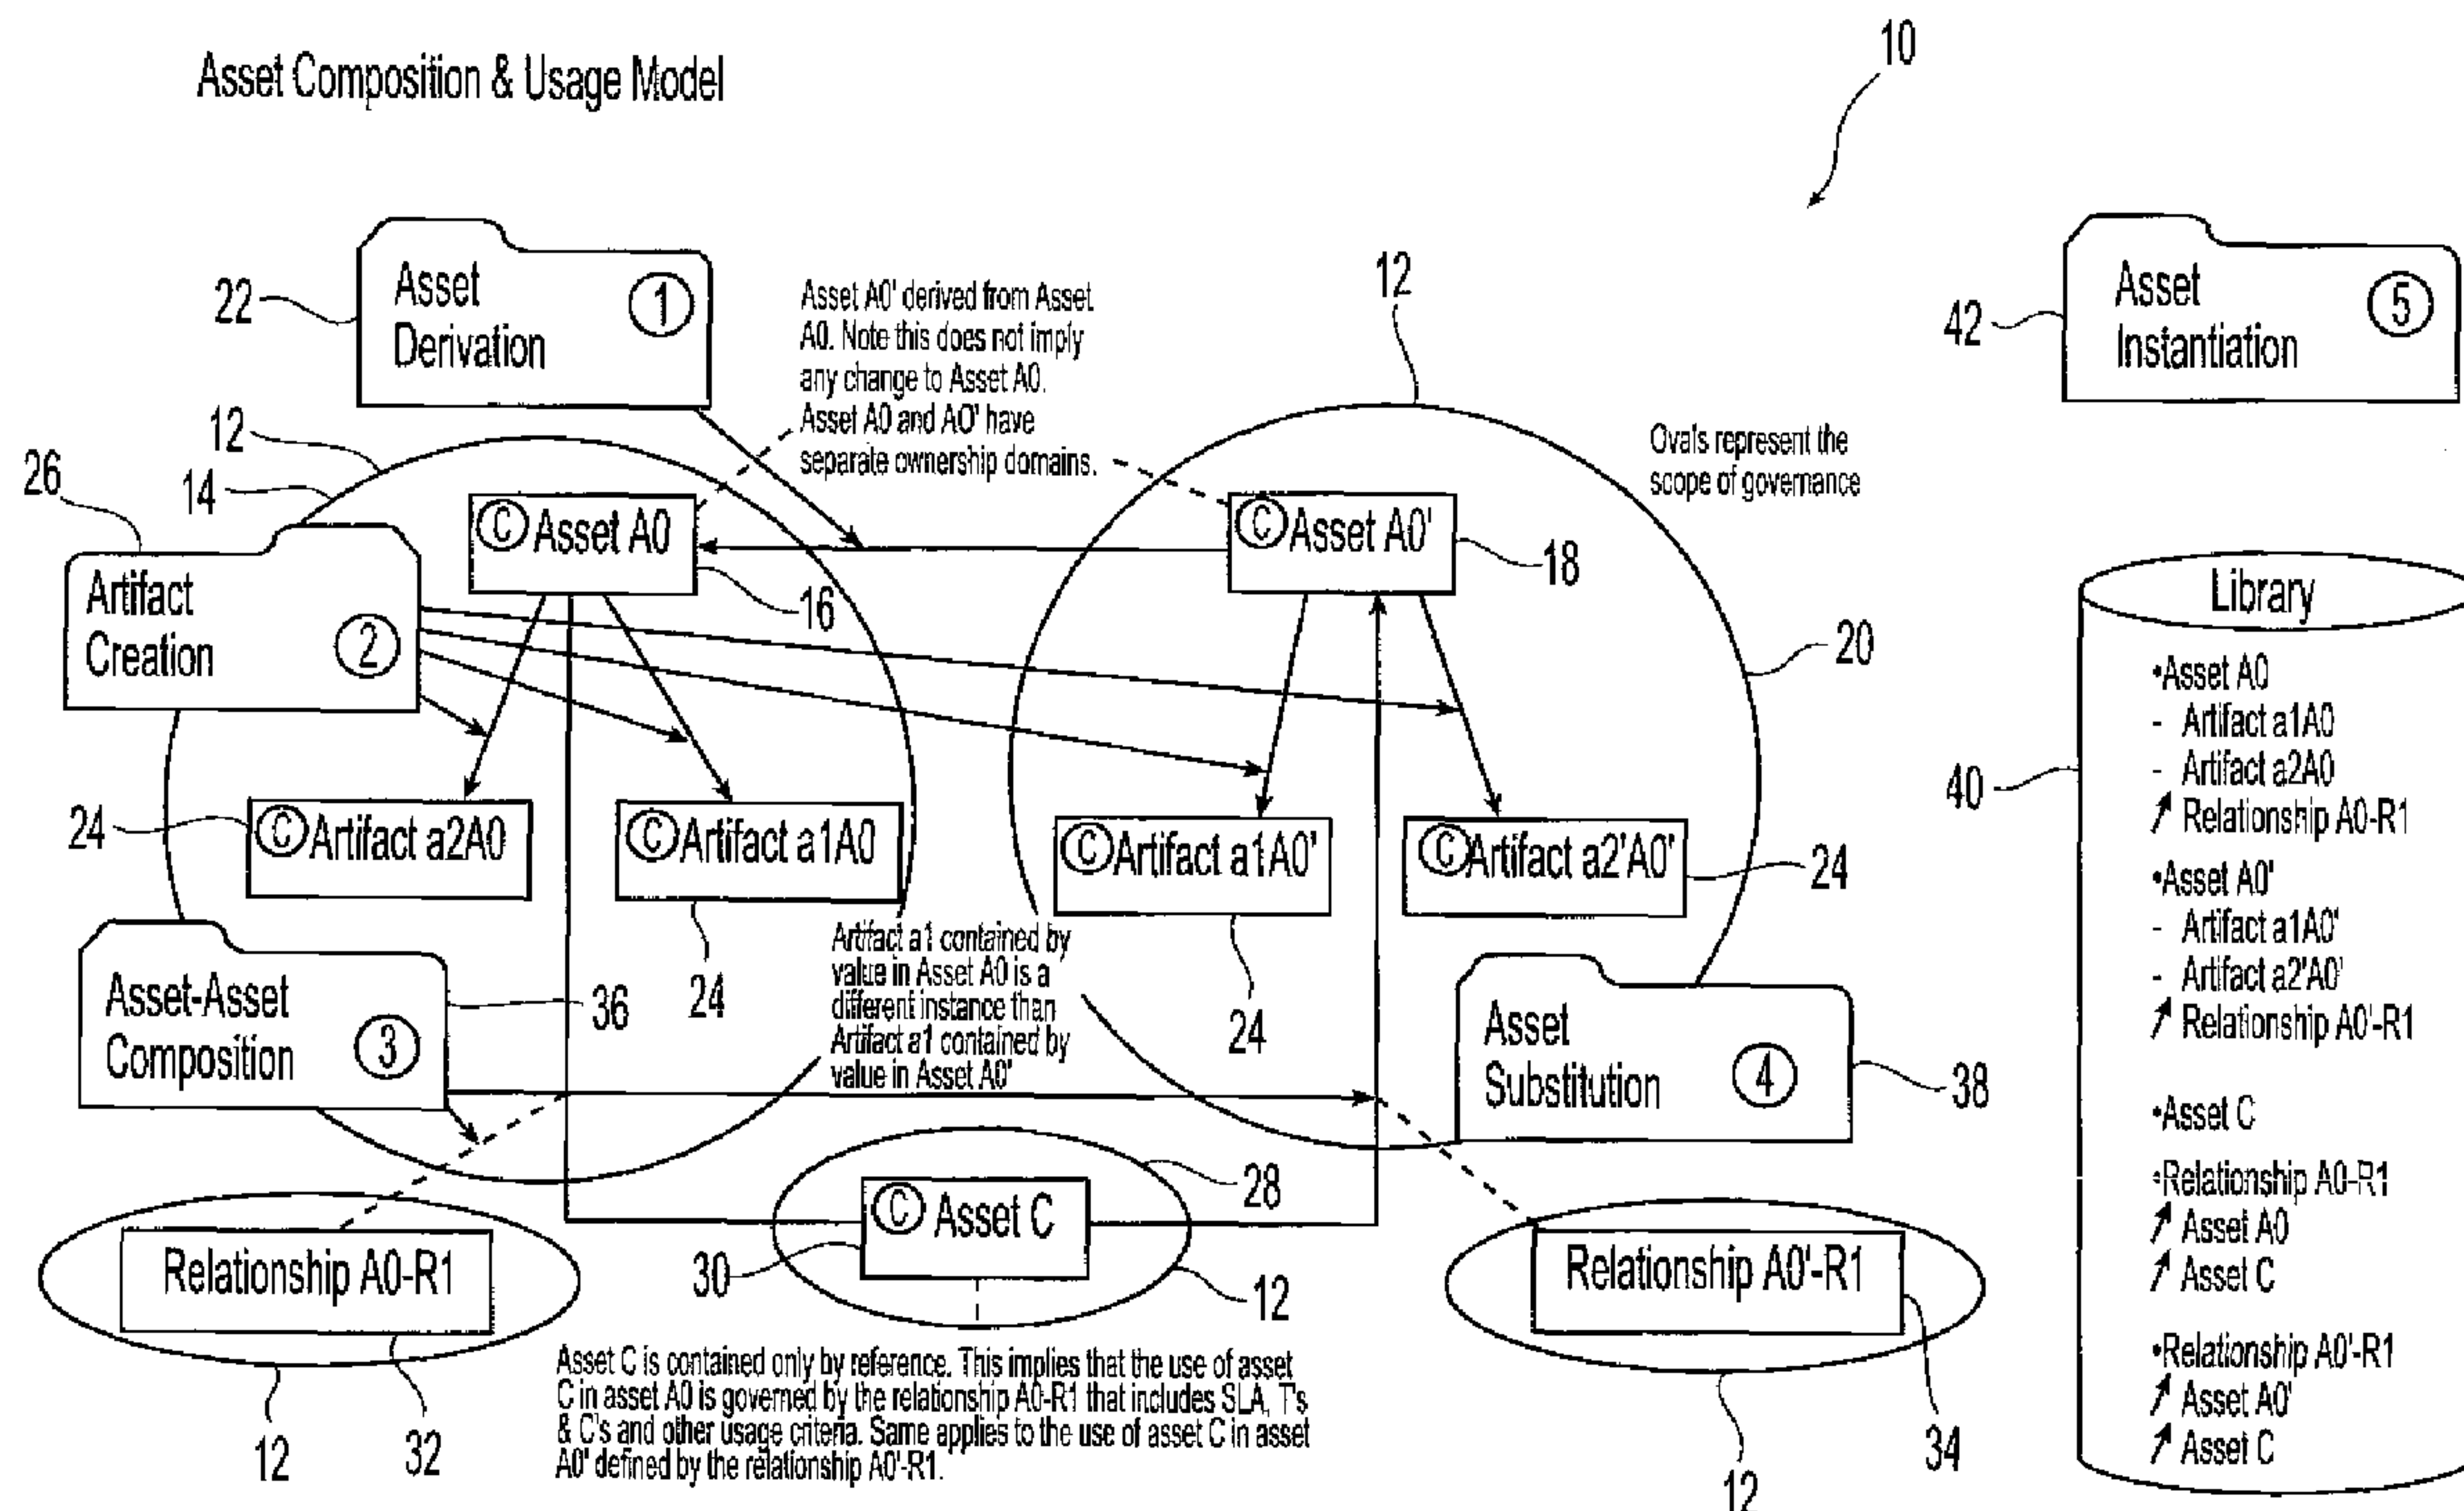 10
Asset Composition & Usage Model
22
Asset
Derivation
1
Asset A0' derived from Asset
A0. Note this does not imply
any change to Asset A0.
Asset A0 and AO' have
separate ownership domains.
12
42
Asset
Instantiation
5
12
14
26
Ovals represent the
scope of governance
Artifact
Creation
2
C Asset A0
16
C Asset A0'
18
20
24
C Artifact a2A0
C Artifact a1A0
24
C Artifact a1A0'
24
C Artifact a2'A0'
24
Artifact a1 contained by
value in Asset A0 is a
different instance than
Artifact a1 contained by
value in Asset A0'
Asset-Asset
Composition
3
36
Asset
Substitution
4
38
28
C Asset C
30
12
Relationship A0-R1
12
32
Relationship A0'-R1
34
12
Asset C is contained only by reference. This implies that the use of asset
C in asset A0 is governed by the relationship A0-R1 that includes SLA, T's
& C's and other usage criteria. Same applies to the use of asset C in asset
A0' defined by the relationship A0'-R1.
40
Library
•Asset A0
- Artifact a1A0
- Artifact a2A0
↗ Relationship A0-R1
•Asset A0'
- Artifact a1A0'
- Artifact a2'A0'
↗ Relationship A0'-R1
•Asset C
•Relationship A0-R1
↗ Asset A0
↗ Asset C
•Relationship A0'-R1
↗ Asset A0'
↗ Asset C